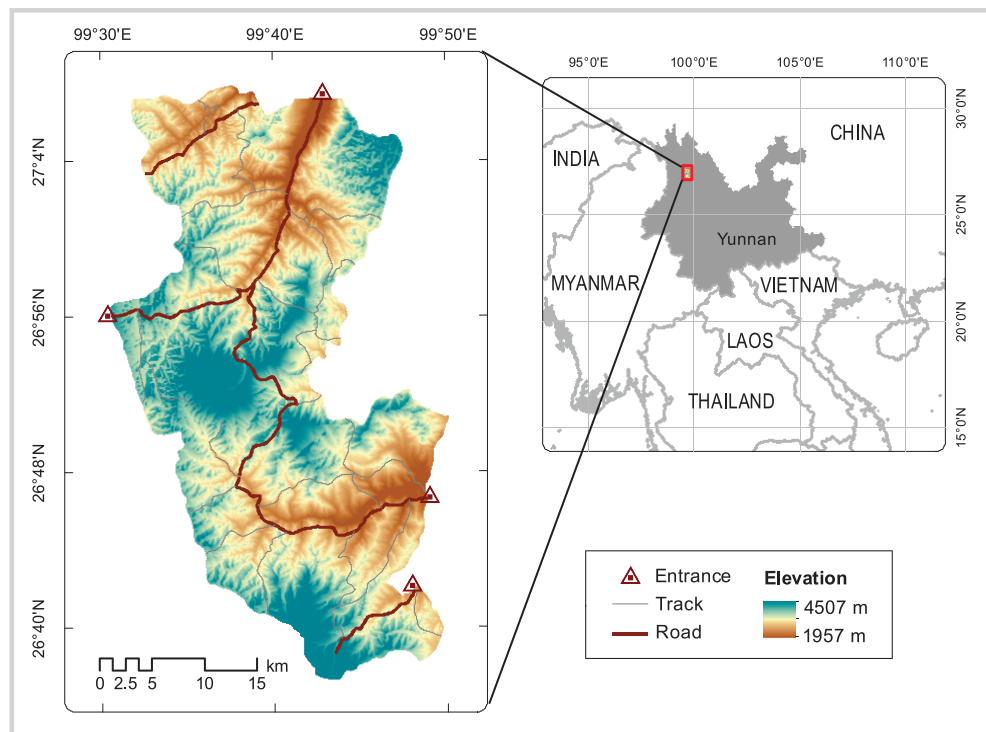 99°30'E
99°40'E
99°50'E
27°4'N
26°56'N
26°48'N
26°40'N
km
0
2.5
5
10
15
95°0'E
100°0'E
105°0'E
110°0'E
30°0'N
25°0'N
20°0'N
15°0'N
CHINA
INDIA
Yunnan
MYANMAR
VIETNAM
LAOS
THAILAND
Entrance
Track
Road
Elevation
4507 m
1957 m